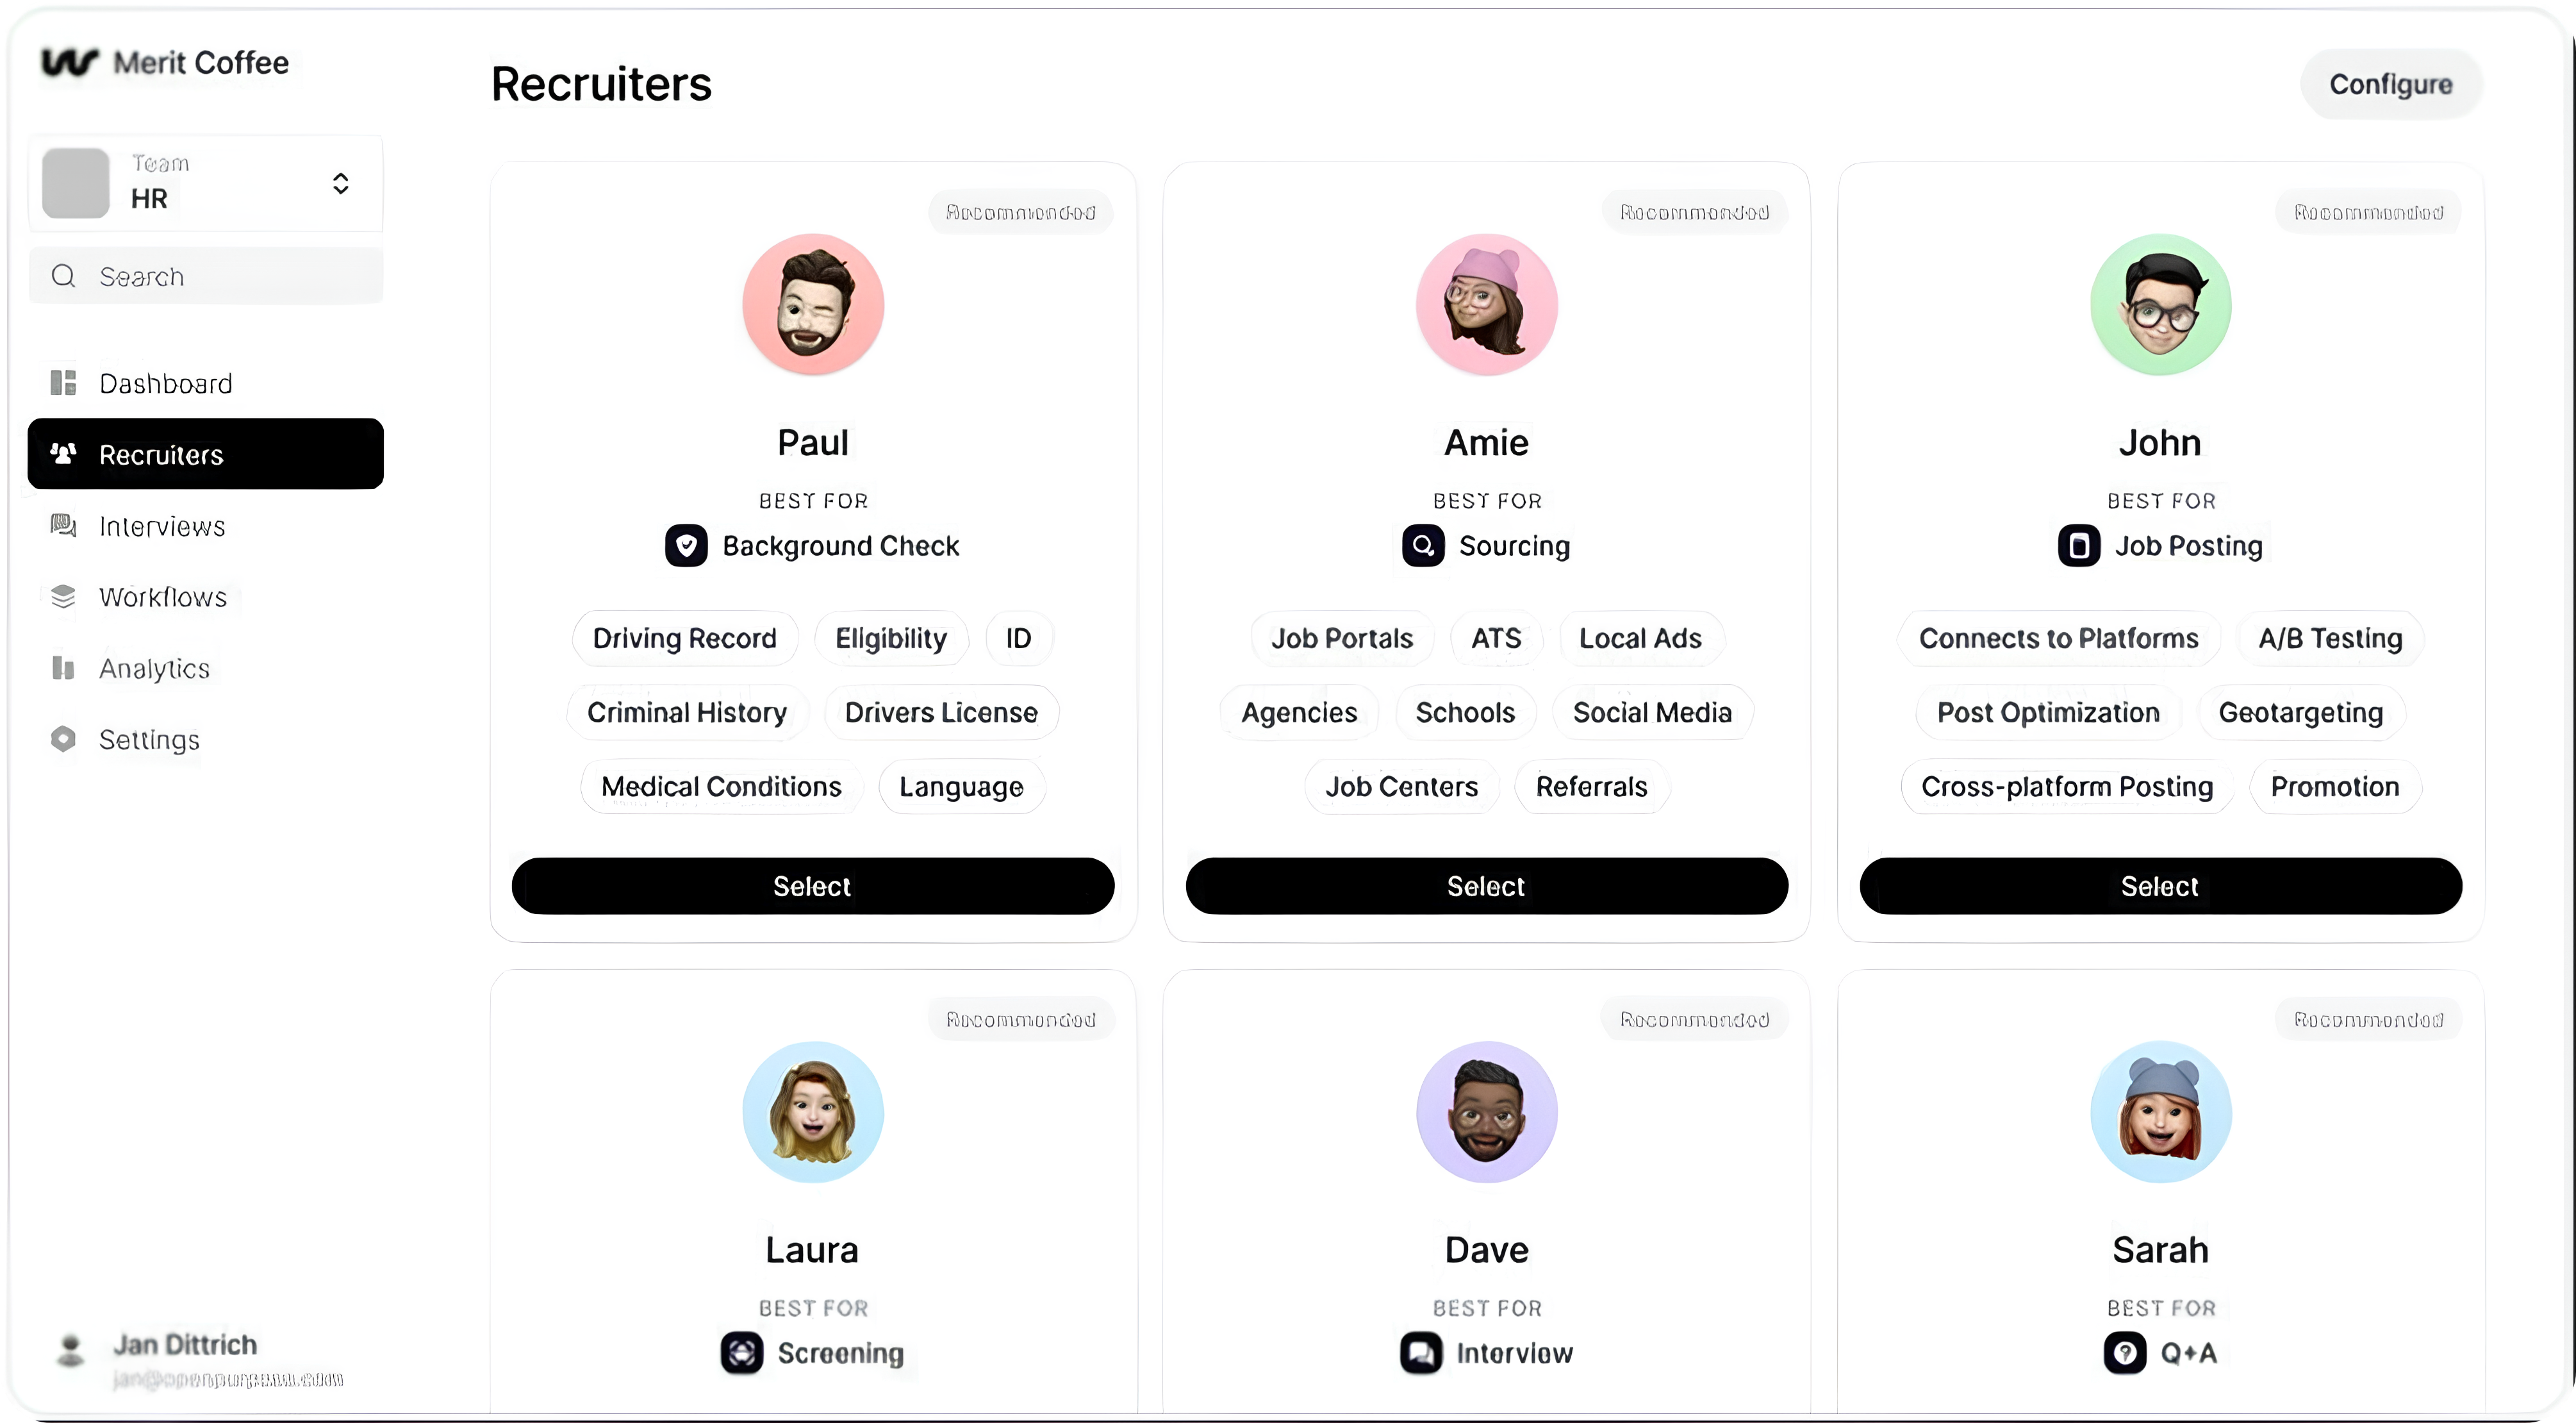 Merit Coffee
Team
HR
Search
Dashboard
Recruiters
Interviews
Workflows
Analytics
Settings
Jan Dittrich
Recruiters
Configure
Recommended
Paul
BEST FOR
Background Check
Driving Record Eligibility ID
Criminal History Drivers License
Medical Conditions Language
Select
Recommended
Amie
BEST FOR
Sourcing
Job Portals ATS Local Ads
Agencies Schools Social Media
Job Centers Referrals
Select
Recommended
John
BEST FOR
Job Posting
Connects to Platforms A/B Testing
Post Optimization Geotargeting
Cross-platform Posting Promotion
Select
Recommended
Laura
BEST FOR
Screening
Recommended
Dave
BEST FOR
Interview
Recommended
Sarah
BEST FOR
Q+A